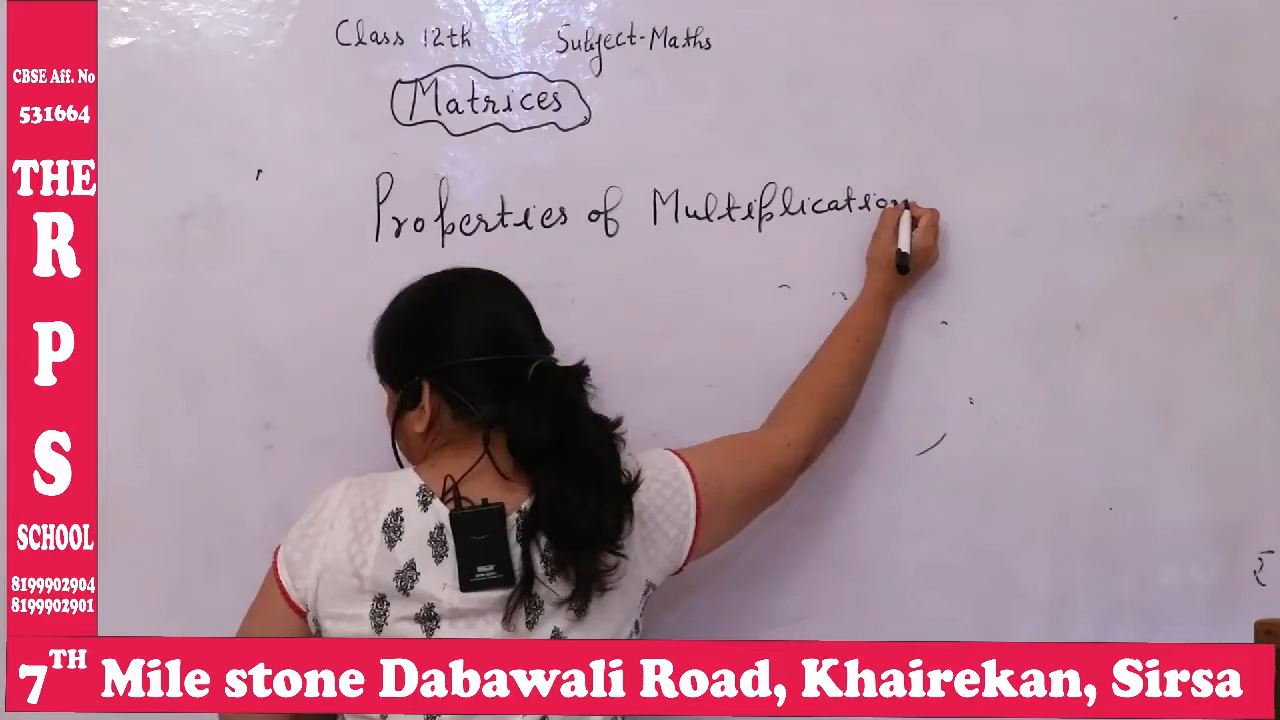 CBSE Aff. No
531664
THE
R
P
S
SCHOOL
8199902904
8199902901
Class 12th Subject-Maths
Matrices
Properties of Multiplication
7TH Mile stone Dabawali Road, Khairekan, Sirsa